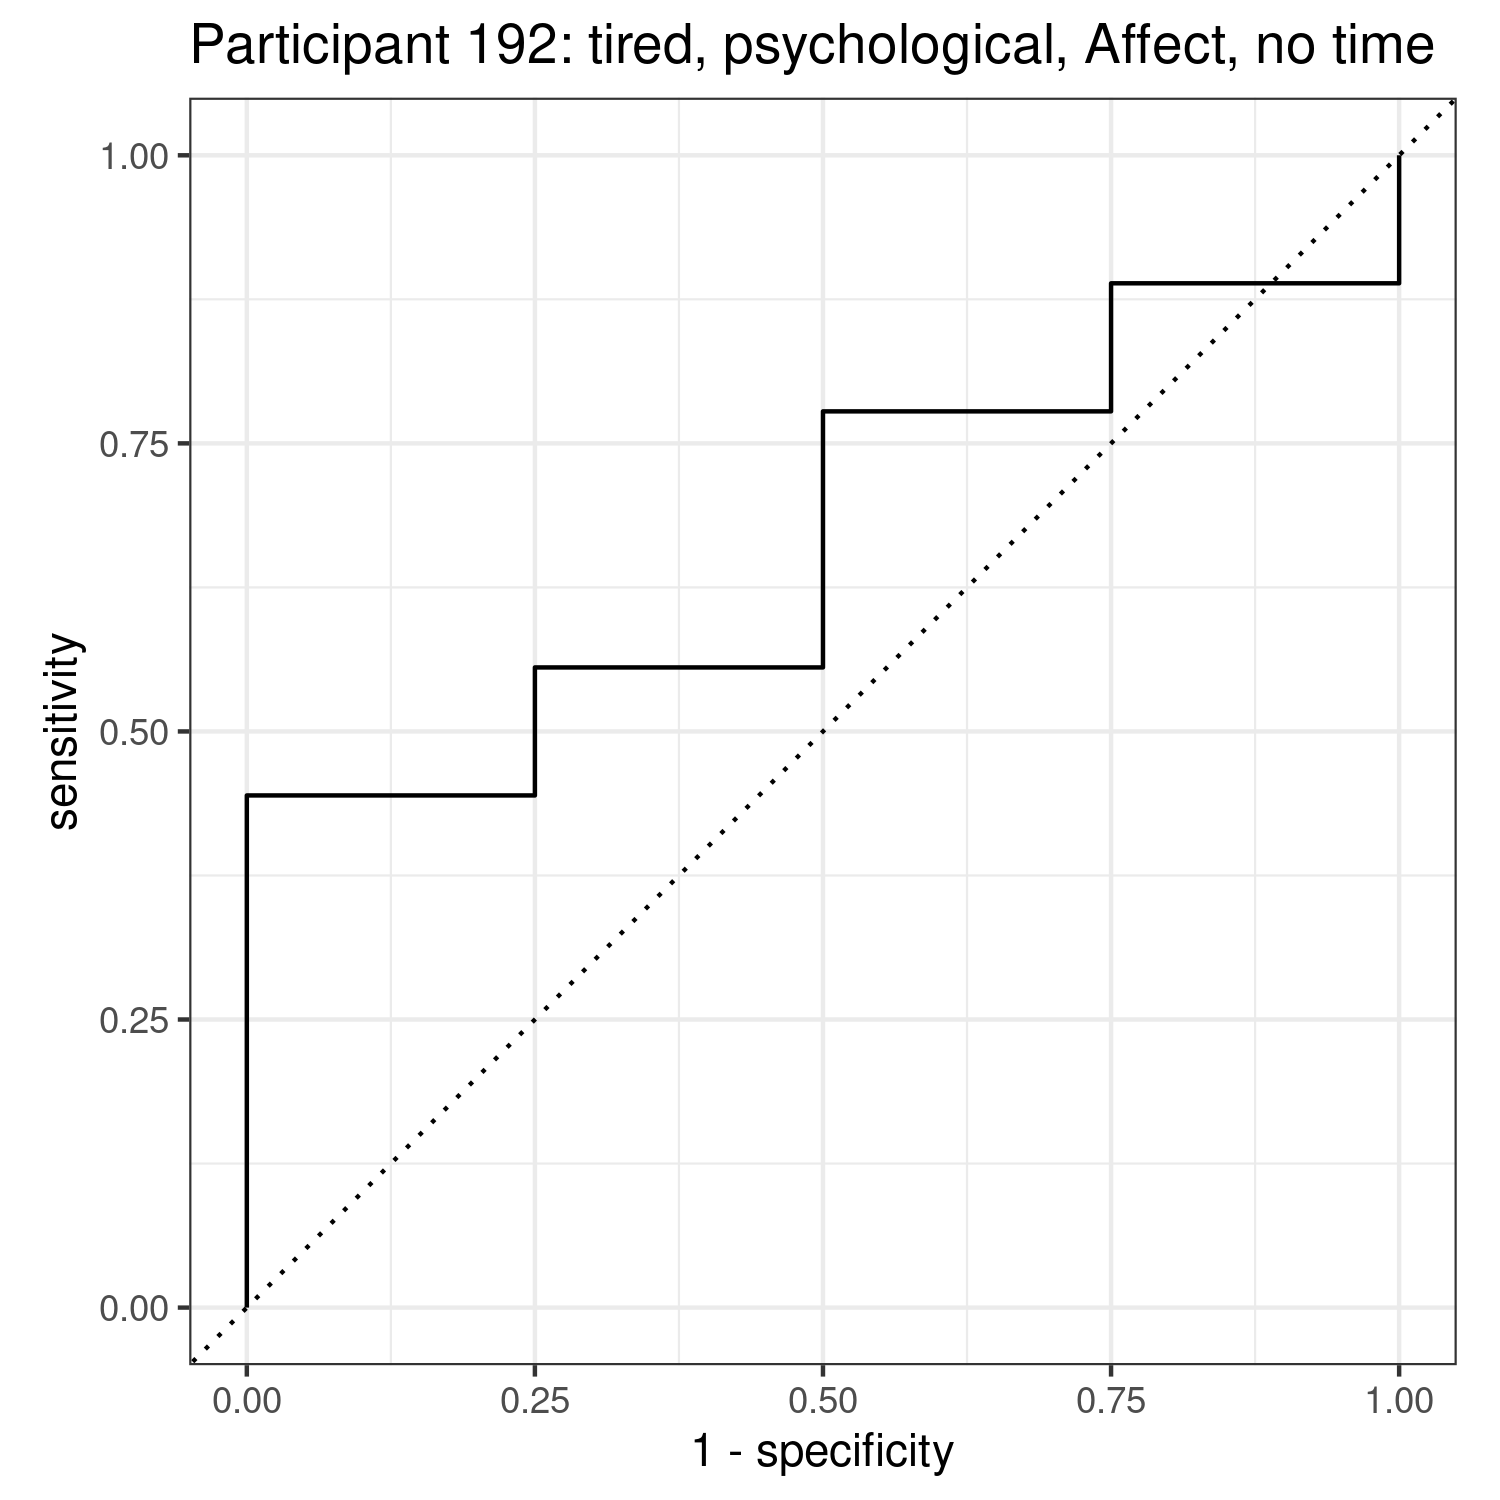 Participant 192: tired, psychological, Affect, no time
1.00
0.75
0.50
0.25
0.00
sensitivity
0.00 0.25 0.50 0.75 1.00
1 - specificity